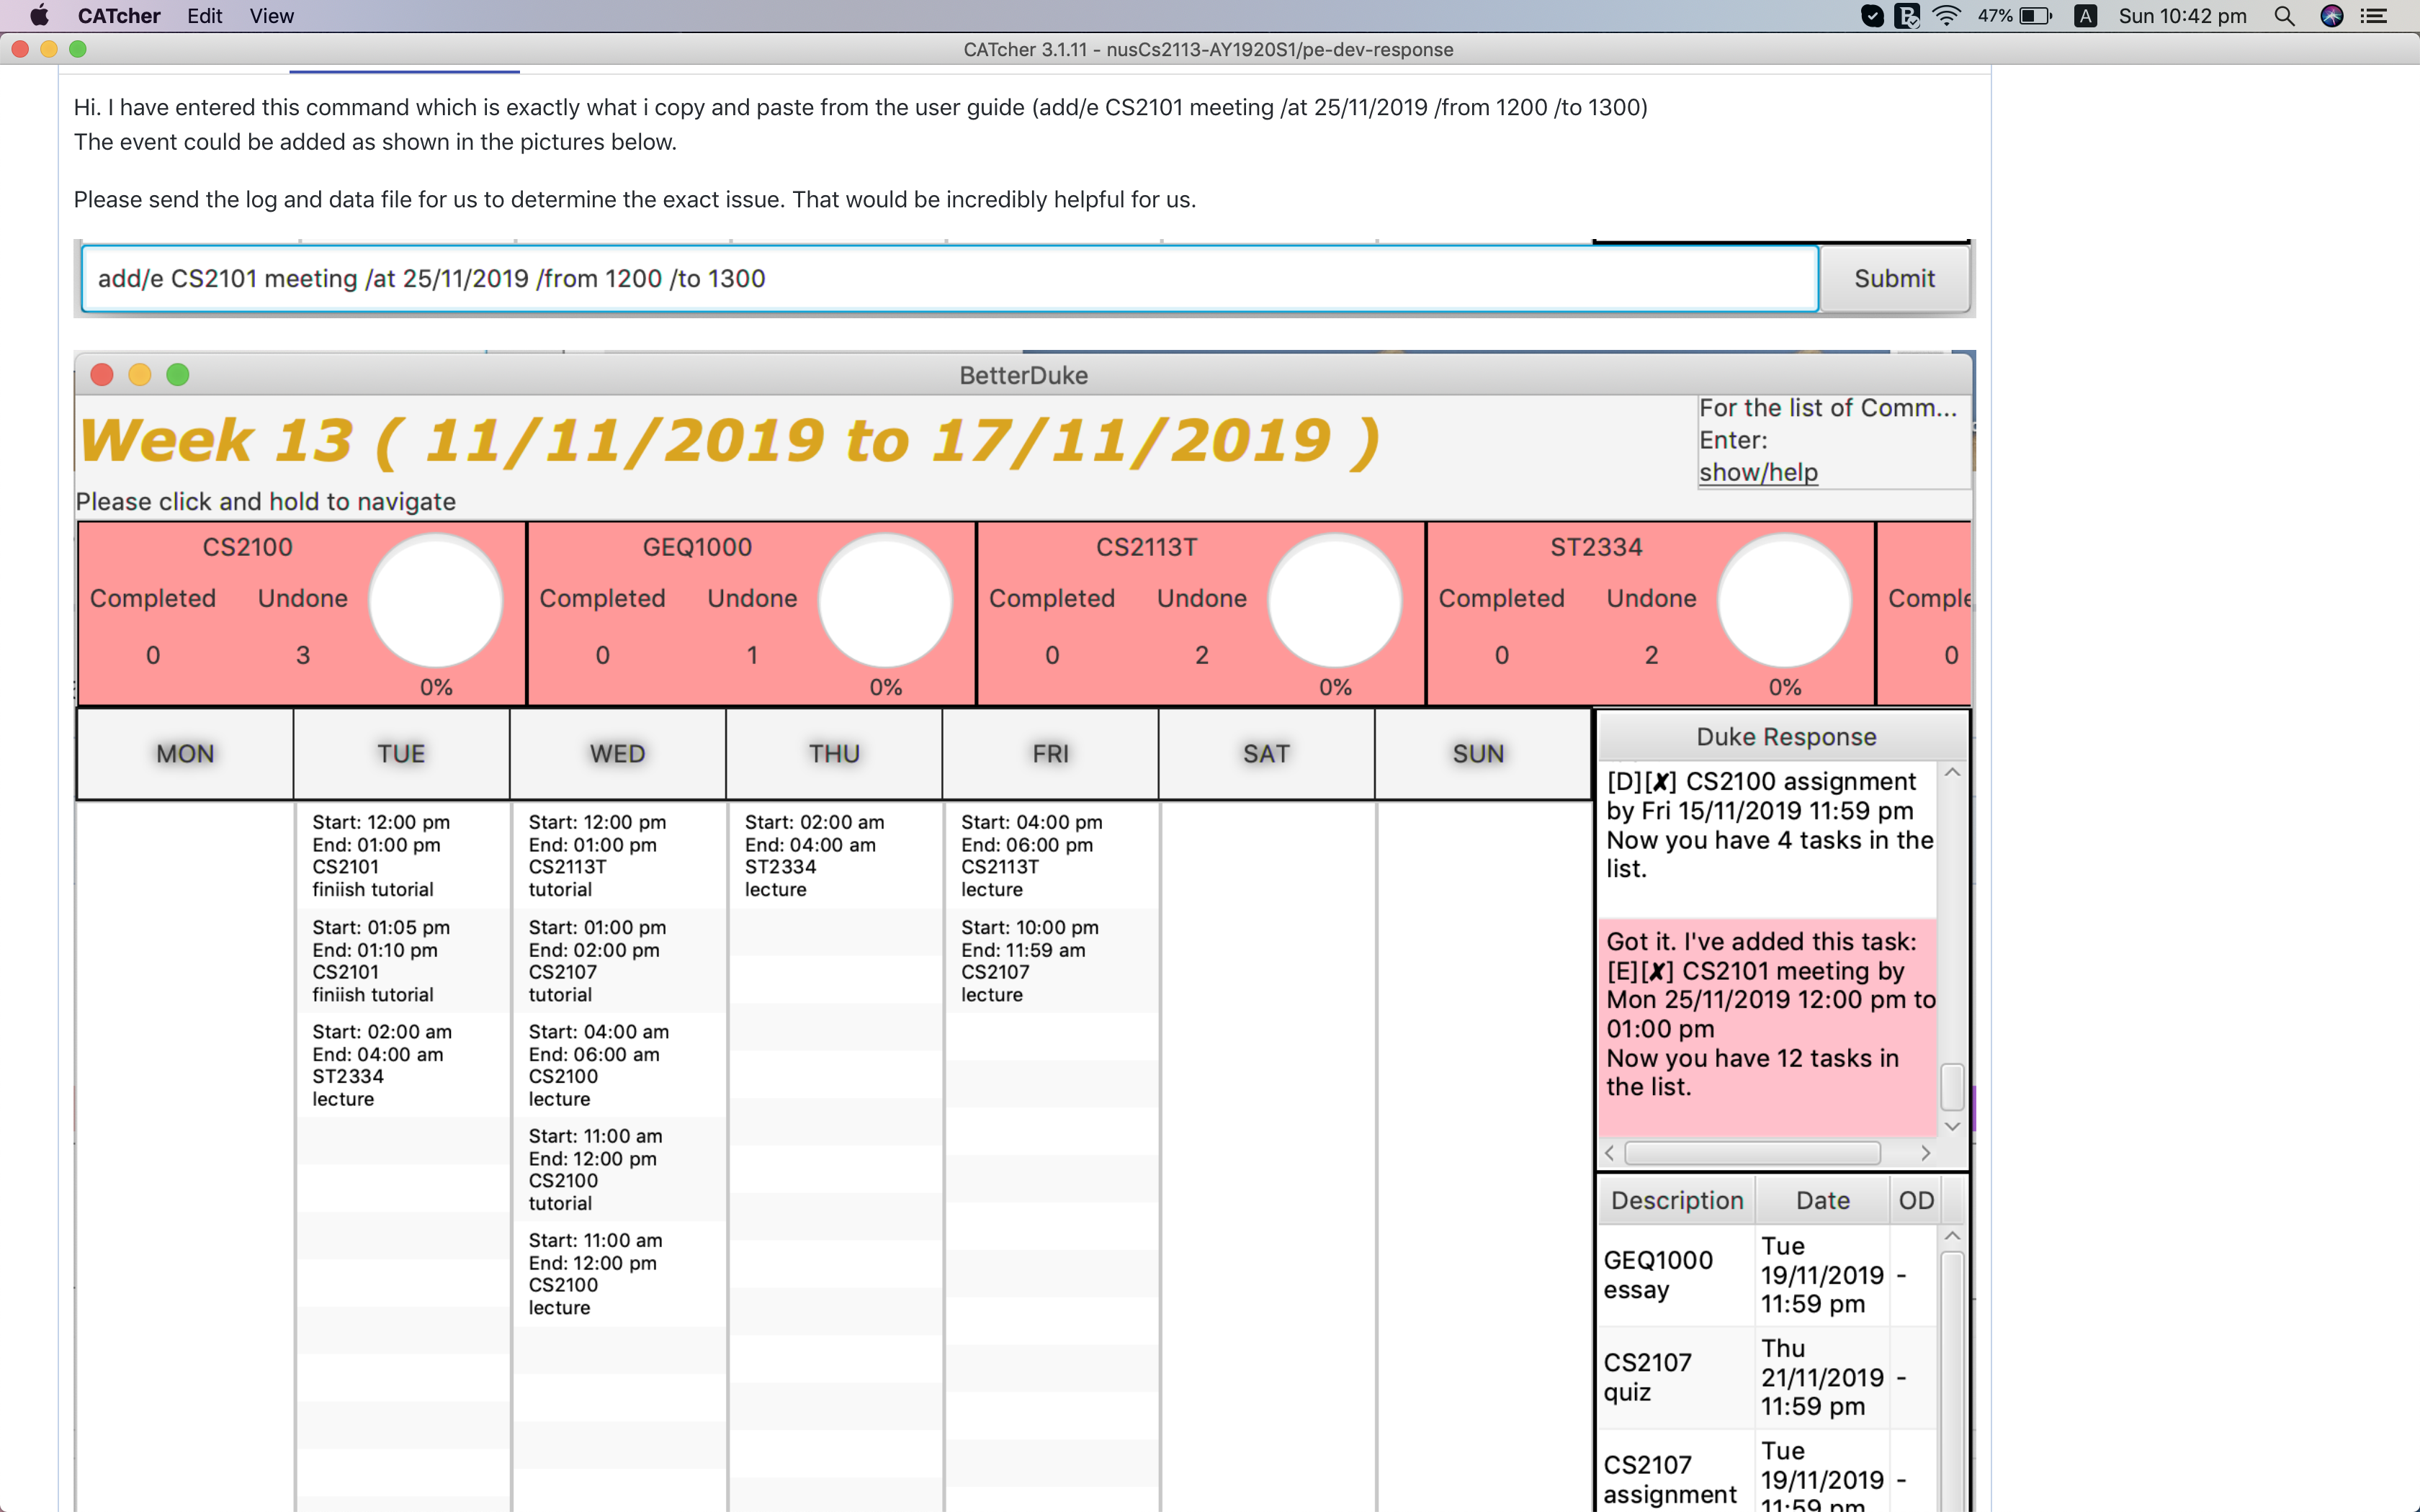 CATcher Edit View 47% A Sun 10:42 pm
CATcher 3.1.11 - nusCs2113-AY1920S1/pe-dev-response
Hi. I have entered this command which is exactly what i copy and paste from the user guide (add/e CS2101 meeting /at 25/11/2019 /from 1200 /to 1300)
The event could be added as shown in the pictures below.
Please send the log and data file for us to determine the exact issue. That would be incredibly helpful for us.
add/e CS2101 meeting /at 25/11/2019 /from 1200 /to 1300
Submit
BetterDuke
Week 13 ( 11/11/2019 to 17/11/2019 )
For the list of Comm...
Enter:
show/help
Please click and hold to navigate
CS2100
Completed Undone
0 3
0%
GEQ1000
Completed Undone
0 1
0%
CS2113T
Completed Undone
0 2
0%
ST2334
Completed Undone
0 2
0%
Comple
0
MON TUE WED THU FRI SAT SUN
Start: 12:00 pm
End: 01:00 pm
CS2101
finiish tutorial
Start: 01:05 pm
End: 01:10 pm
CS2101
finiish tutorial
Start: 02:00 am
End: 04:00 am
ST2334
lecture
Start: 12:00 pm
End: 01:00 pm
CS2113T
tutorial
Start: 01:00 pm
End: 02:00 pm
CS2107
tutorial
Start: 04:00 am
End: 06:00 am
CS2100
lecture
Start: 11:00 am
End: 12:00 pm
CS2100
tutorial
Start: 11:00 am
End: 12:00 pm
CS2100
lecture
Start: 02:00 am
End: 04:00 am
ST2334
lecture
Start: 04:00 pm
End: 06:00 pm
CS2113T
lecture
Start: 10:00 pm
End: 11:59 am
CS2107
lecture
Duke Response
[D][✘] CS2100 assignment
by Fri 15/11/2019 11:59 pm
Now you have 4 tasks in the
list.
Got it. I've added this task:
[E][✘] CS2101 meeting by
Mon 25/11/2019 12:00 pm to
01:00 pm
Now you have 12 tasks in
the list.
Description Date OD
GEQ1000
essay
Tue
19/11/2019
11:59 pm
-
CS2107
quiz
Thu
21/11/2019
11:59 pm
-
CS2107
assignment
Tue
19/11/2019
11:59 pm
-